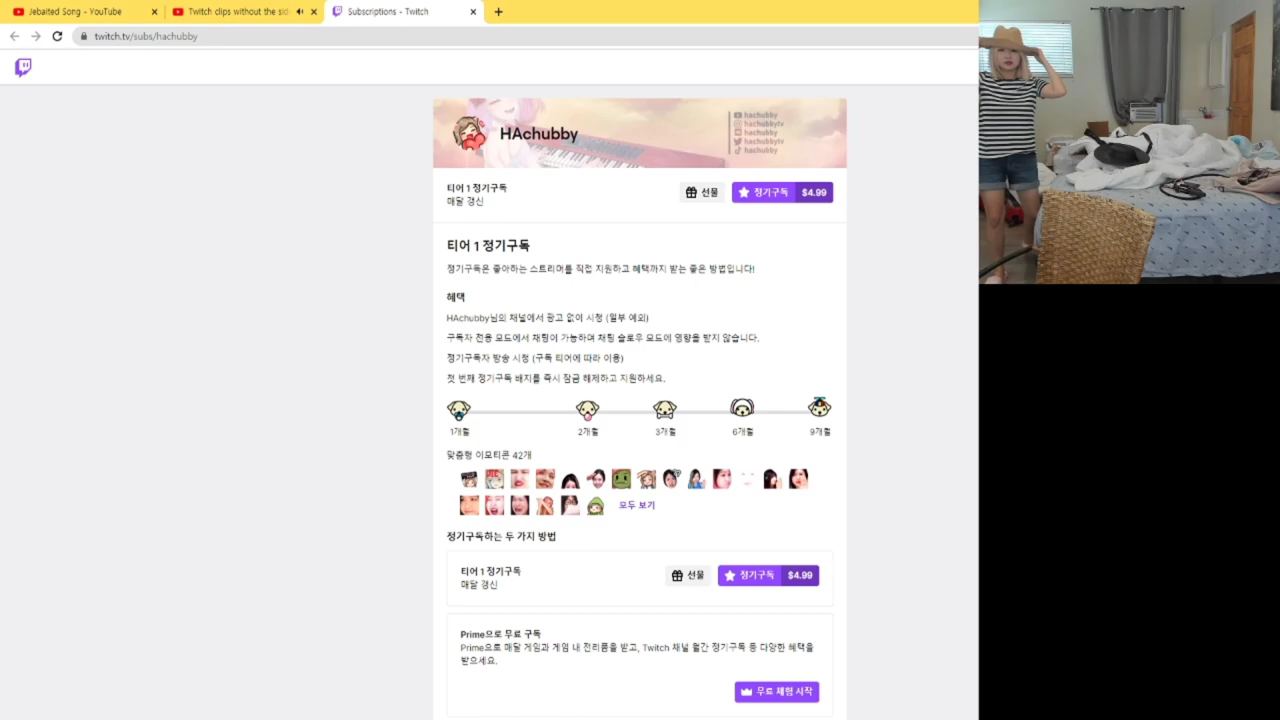 Jebaited Song - YouTube
Twitch clips without the sid
Subscriptions - Twitch
twitch.tv/subs/hachubby
HAchubby
hachubby
hachubbytv
hachubby
hachubbytv
hachubby
티어 1 정기구독
매달 갱신
선물
정기구독 $4.99
티어 1 정기구독
정기구독은 좋아하는 스트리머를 직접 지원하고 혜택까지 받는 좋은 방법입니다!
혜택
HAchubby님의 채널에서 광고 없이 시청 (일부 예외)
구독자 전용 모드에서 채팅이 가능하며 채팅 슬로우 모드에 영향을 받지 않습니다.
정기구독자 방송 시청 (구독 티어에 따라 이용)
첫 번째 정기구독 배지를 즉시 잠금 해제하고 지원하세요.
1개월 2개월 3개월 6개월 9개월
맞춤형 이모티콘 42개
모두 보기
정기구독하는 두 가지 방법
티어 1 정기구독
매달 갱신
선물
정기구독 $4.99
Prime으로 무료 구독
Prime으로 매달 게임과 게임 내 전리품을 받고, Twitch 채널 월간 정기구독 등 다양한 혜택을
받으세요.
무료 체험 시작